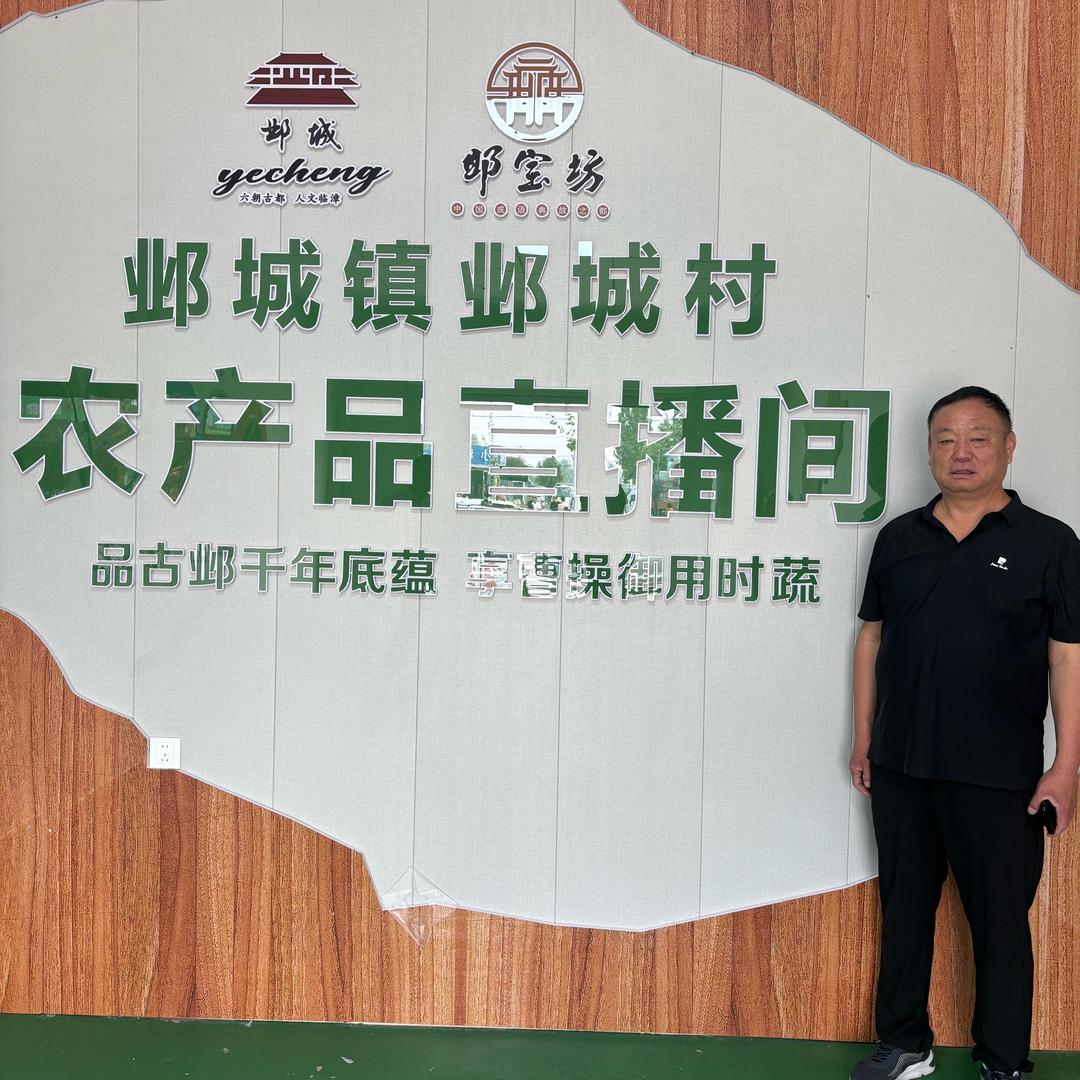 邺城
yecheng
六朝古都 人文临漳
邺宝坊
中国成语典故之都
邺城镇邺城村
农产品直播间
品古邺千年底蕴 享曹操御用时蔬